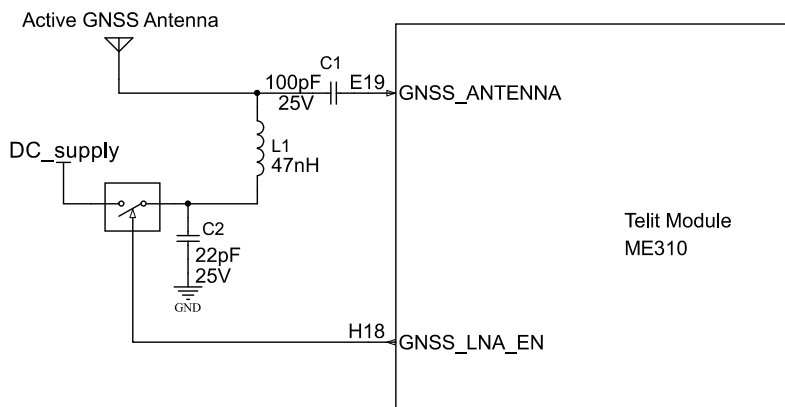 Active GNSS Antenna
C1
100pF
25V
E19
GNSS_ANTENNA
L1
47nH
DC_supply
C2
22pF
25V
GND
Telit Module
ME310
H18
GNSS_LNA_EN